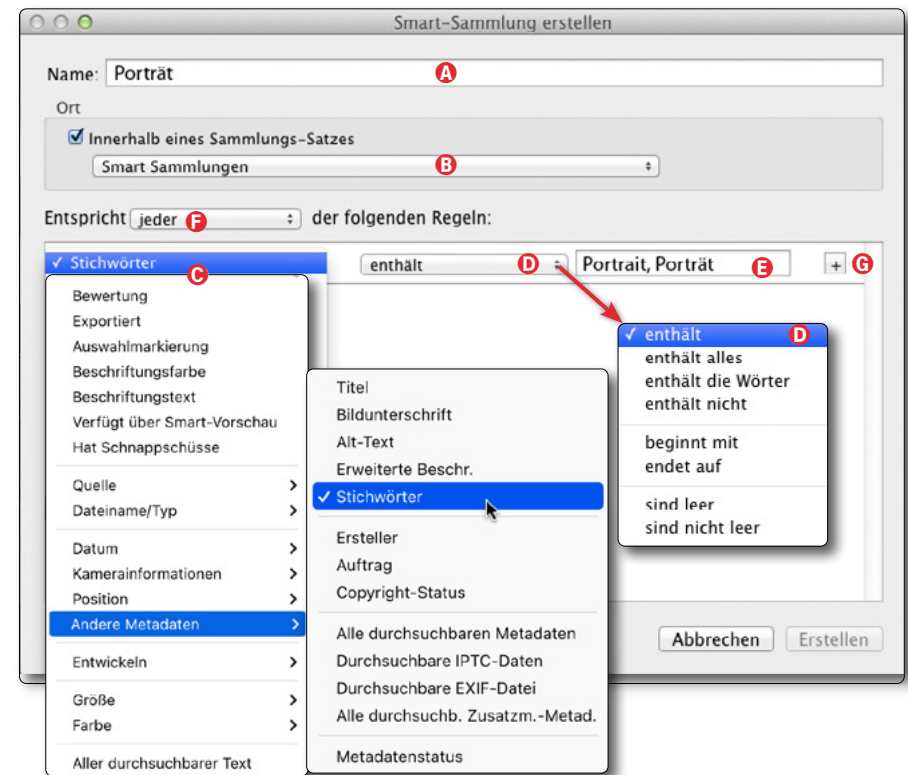 Smart-Sammlung erstellen
Name: Porträt A
Ort
Innerhalb eines Sammlungs-Satzes
Smart Sammlungen B
Entspricht jeder F der folgenden Regeln:
✓ Stichwörter C
enthält D
Portrait, Porträt E
+ G
Bewertung
Exportiert
Auswahlmarkierung
Beschriftungsfarbe
Beschriftungstext
Verfügt über Smart-Vorschau
Hat Schnappschüsse
Quelle >
Dateiname/Typ >
Datum >
Kamerainformationen >
Position >
Andere Metadaten >
Entwickeln >
Größe >
Farbe >
Aller durchsuchbarer Text
Titel
Bildunterschrift
Alt-Text
Erweiterte Beschr.
✓ Stichwörter
Ersteller
Auftrag
Copyright-Status
Alle durchsuchbaren Metadaten
Durchsuchbare IPTC-Daten
Durchsuchbare EXIF-Datei
Alle durchsuchb. Zusatzm.-Metad.
Metadatenstatus
✓ enthält D
enthält alles
enthält die Wörter
enthält nicht
beginnt mit
endet auf
sind leer
sind nicht leer
Abbrechen
Erstellen